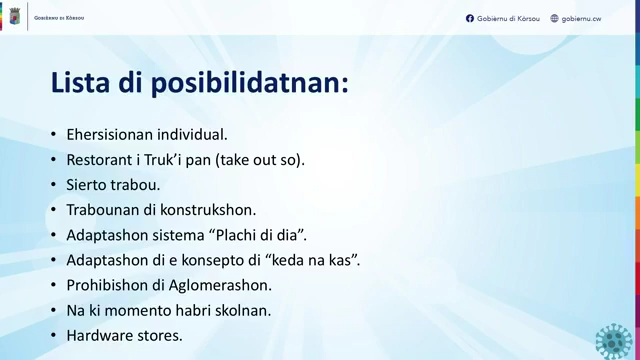 Gobièrnu di Kòrsou
Gobièrnu di Kòrsou
gobiernu.cw
Lista di posibilidatnan:
• Ehersisionan individual.
• Restorant i Truk’i pan (take out so).
• Sierto trabou.
• Trabounan di konstrukshon.
• Adaptashon sistema “Plachi di dia”.
• Adaptashon di e konsepto di “keda na kas”.
• Prohibishon di Aglomerashon.
• Na ki momento habri skolnan.
• Hardware stores.